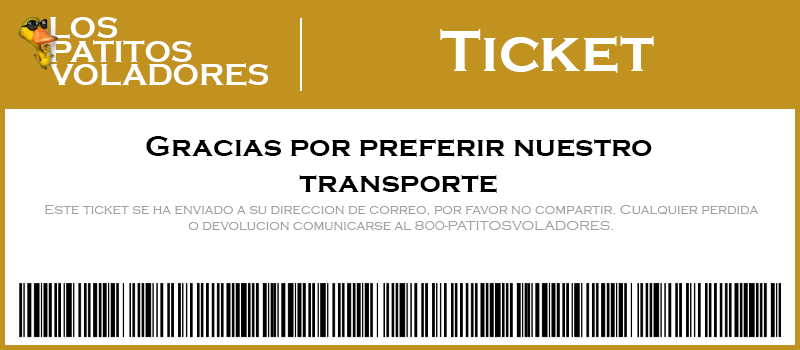 LOS
PATITOS
VOLADORES
TICKET
GRACIAS POR PREFERIR NUESTRO
TRANSPORTE
ESTE TICKET SE HA ENVIADO A SU DIRECCION DE CORREO, POR FAVOR NO COMPARTIR. CUALQUIER PERDIDA
O DEVOLUCION COMUNICARSE AL 800-PATITOSVOLADORES.